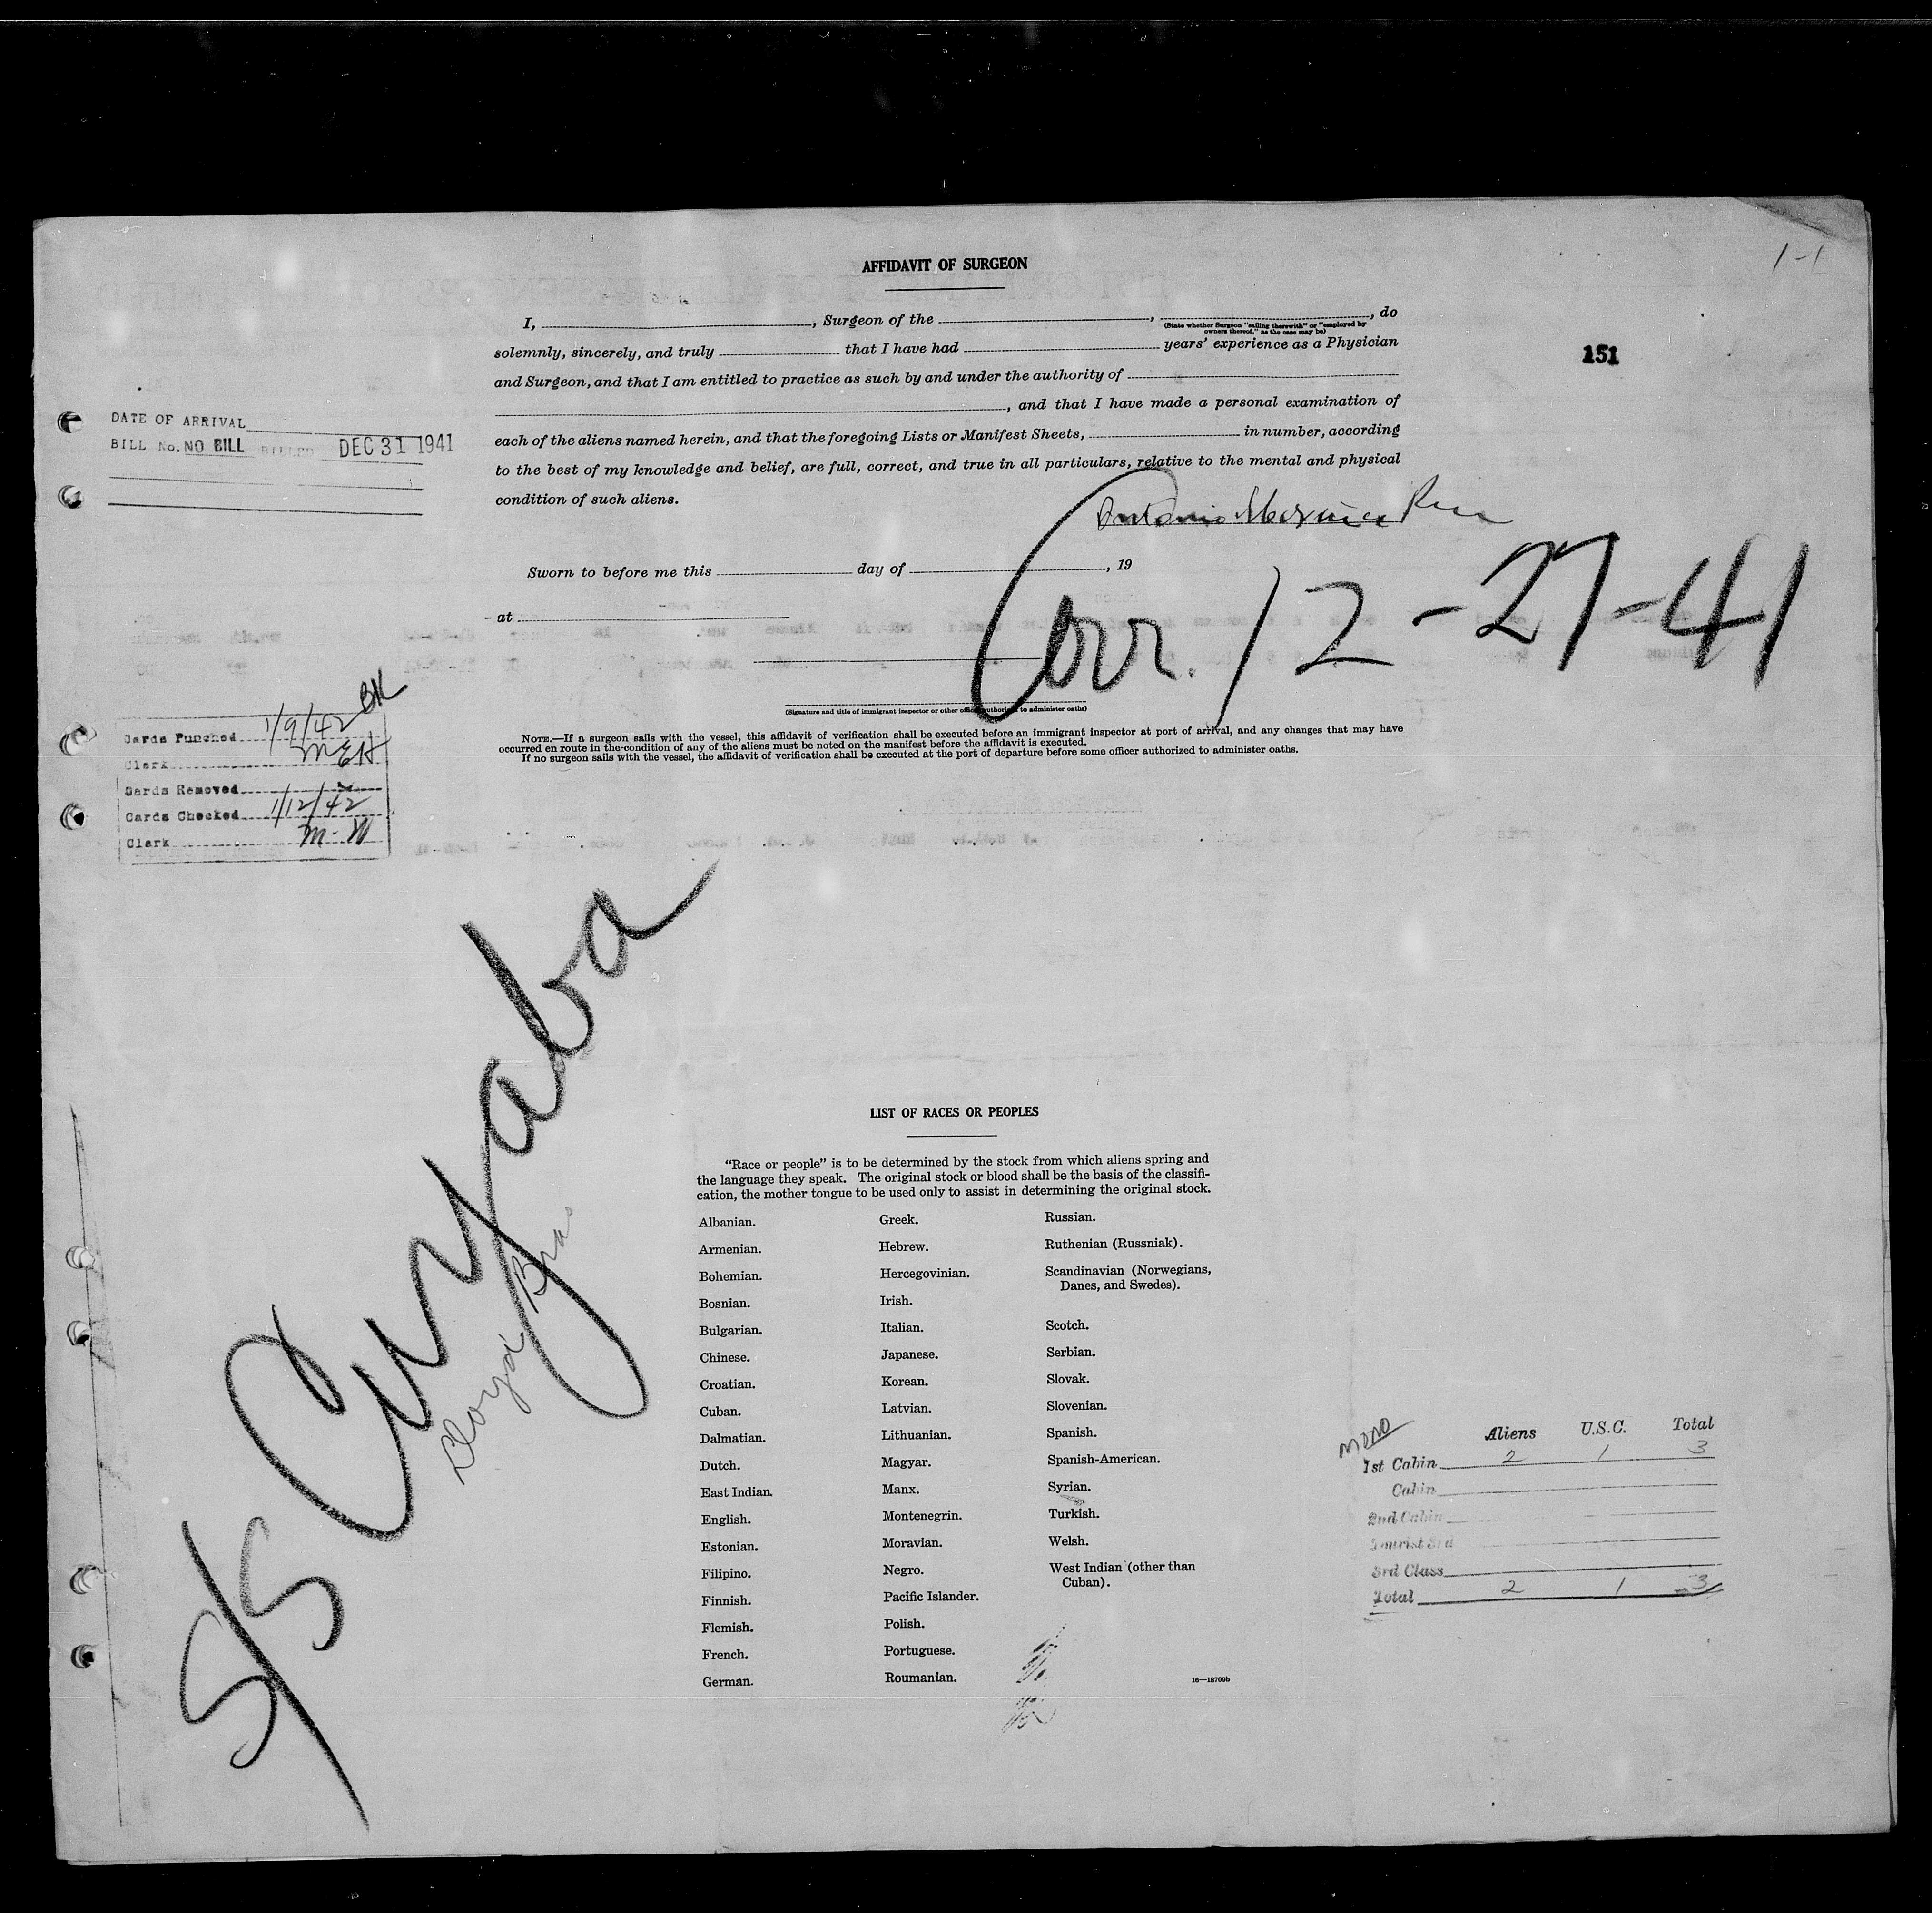 1-1
AFFIDAVIT OF SURGEON
I, , Surgeon of the , , do
(State whether Surgeon "sailing therewith" or "employed by
owners thereof," as the case may be)
solemnly, sincerely, and truly that I have had years' experience as a Physician
151
and Surgeon, and that I am entitled to practice as such by and under the authority of
, and that I have made a personal examination of
each of the aliens named herein, and that the foregoing Lists or Manifest Sheets, in number, according
to the best of my knowledge and belief, are full, correct, and true in all particulars, relative to the mental and physical
condition of such aliens.
DATE OF ARRIVAL
BILL No. NO BILL BILLED DEC 31 1941
Antonio
Sworn to before me this day of , 19
at
Corr. 12-27-41
(Signature and title of immigrant inspector or other officer authorized to administer oaths)
NOTE.—If a surgeon sails with the vessel, this affidavit of verification shall be executed before an immigrant inspector at port of arrival, and any changes that may have
occurred en route in the condition of any of the aliens must be noted on the manifest before the affidavit is executed.
If no surgeon sails with the vessel, the affidavit of verification shall be executed at the port of departure before some officer authorized to administer oaths.
BK
Cards Punched 1/9/42
Clerk MEH
Cards Removed
Cards Checked 1/12/42
Clerk M-W
S/S Cuyaba
Lloyd Bras
LIST OF RACES OR PEOPLES
"Race or people" is to be determined by the stock from which aliens spring and
the language they speak. The original stock or blood shall be the basis of the classifi-
cation, the mother tongue to be used only to assist in determining the original stock.
Albanian.
Armenian.
Bohemian.
Bosnian.
Bulgarian.
Chinese.
Croatian.
Cuban.
Dalmatian.
Dutch.
East Indian.
English.
Estonian.
Filipino.
Finnish.
Flemish.
French.
German.
Greek.
Hebrew.
Hercegovinian.
Irish.
Italian.
Japanese.
Korean.
Latvian.
Lithuanian.
Magyar.
Manx.
Montenegrin.
Moravian.
Negro.
Pacific Islander.
Polish.
Portuguese.
Roumanian.
Russian.
Ruthenian (Russniak).
Scandinavian (Norwegians,
Danes, and Swedes).
Scotch.
Serbian.
Slovak.
Slovenian.
Spanish.
Spanish-American.
Syrian.
Turkish.
Welsh.
West Indian (other than
Cuban).
16—18709b
Aliens U.S.C. Total
1st Cabin 2 1 3
Cabin
2nd Cabin
Tourist 3rd
3rd Class
Total 2 1 3